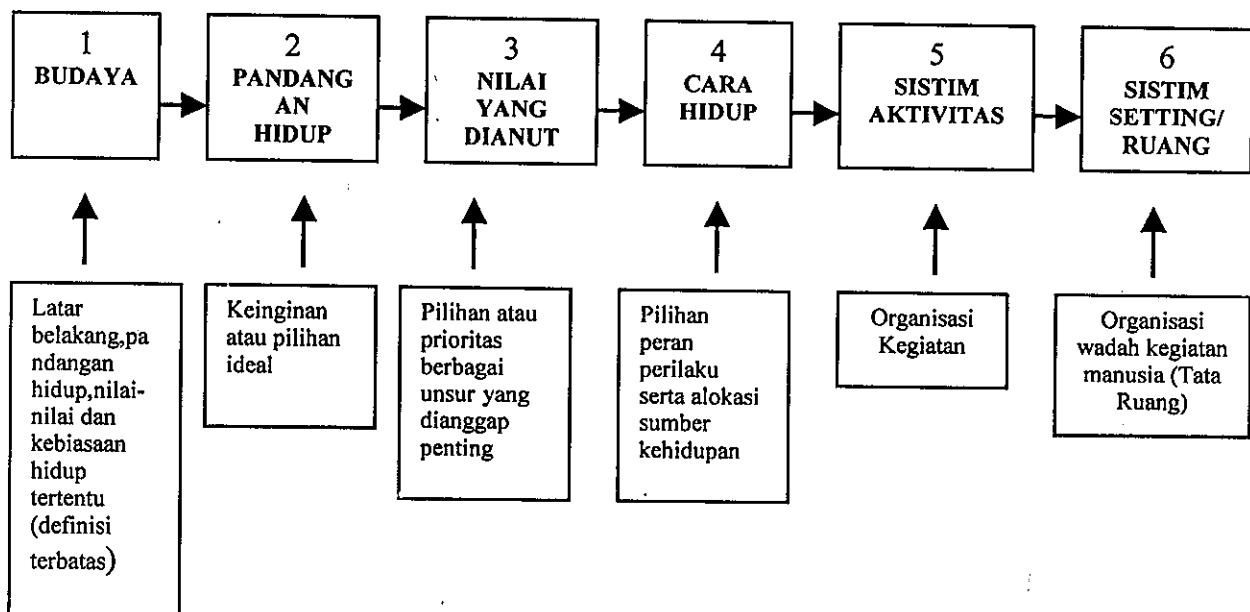 1
BUDAYA
2
PANDANG
AN
HIDUP
3
NILAI
YANG
DIANUT
4
CARA
HIDUP
5
SISTIM
AKTIVITAS
6
SISTIM
SETTING/
RUANG
Latar
belakang,pa
ndangan
hidup,nilai-
nilai dan
kebiasaan
hidup
tertentu
(definisi
terbatas)
Keinginan
atau pilihan
ideal
Pilihan atau
prioritas
berbagai
unsur yang
dianggap
penting
Pilihan
peran
perilaku
serta alokasi
sumber
kehidupan
Organisasi
Kegiatan
Organisasi
wadah kegiatan
manusia (Tata
Ruang)